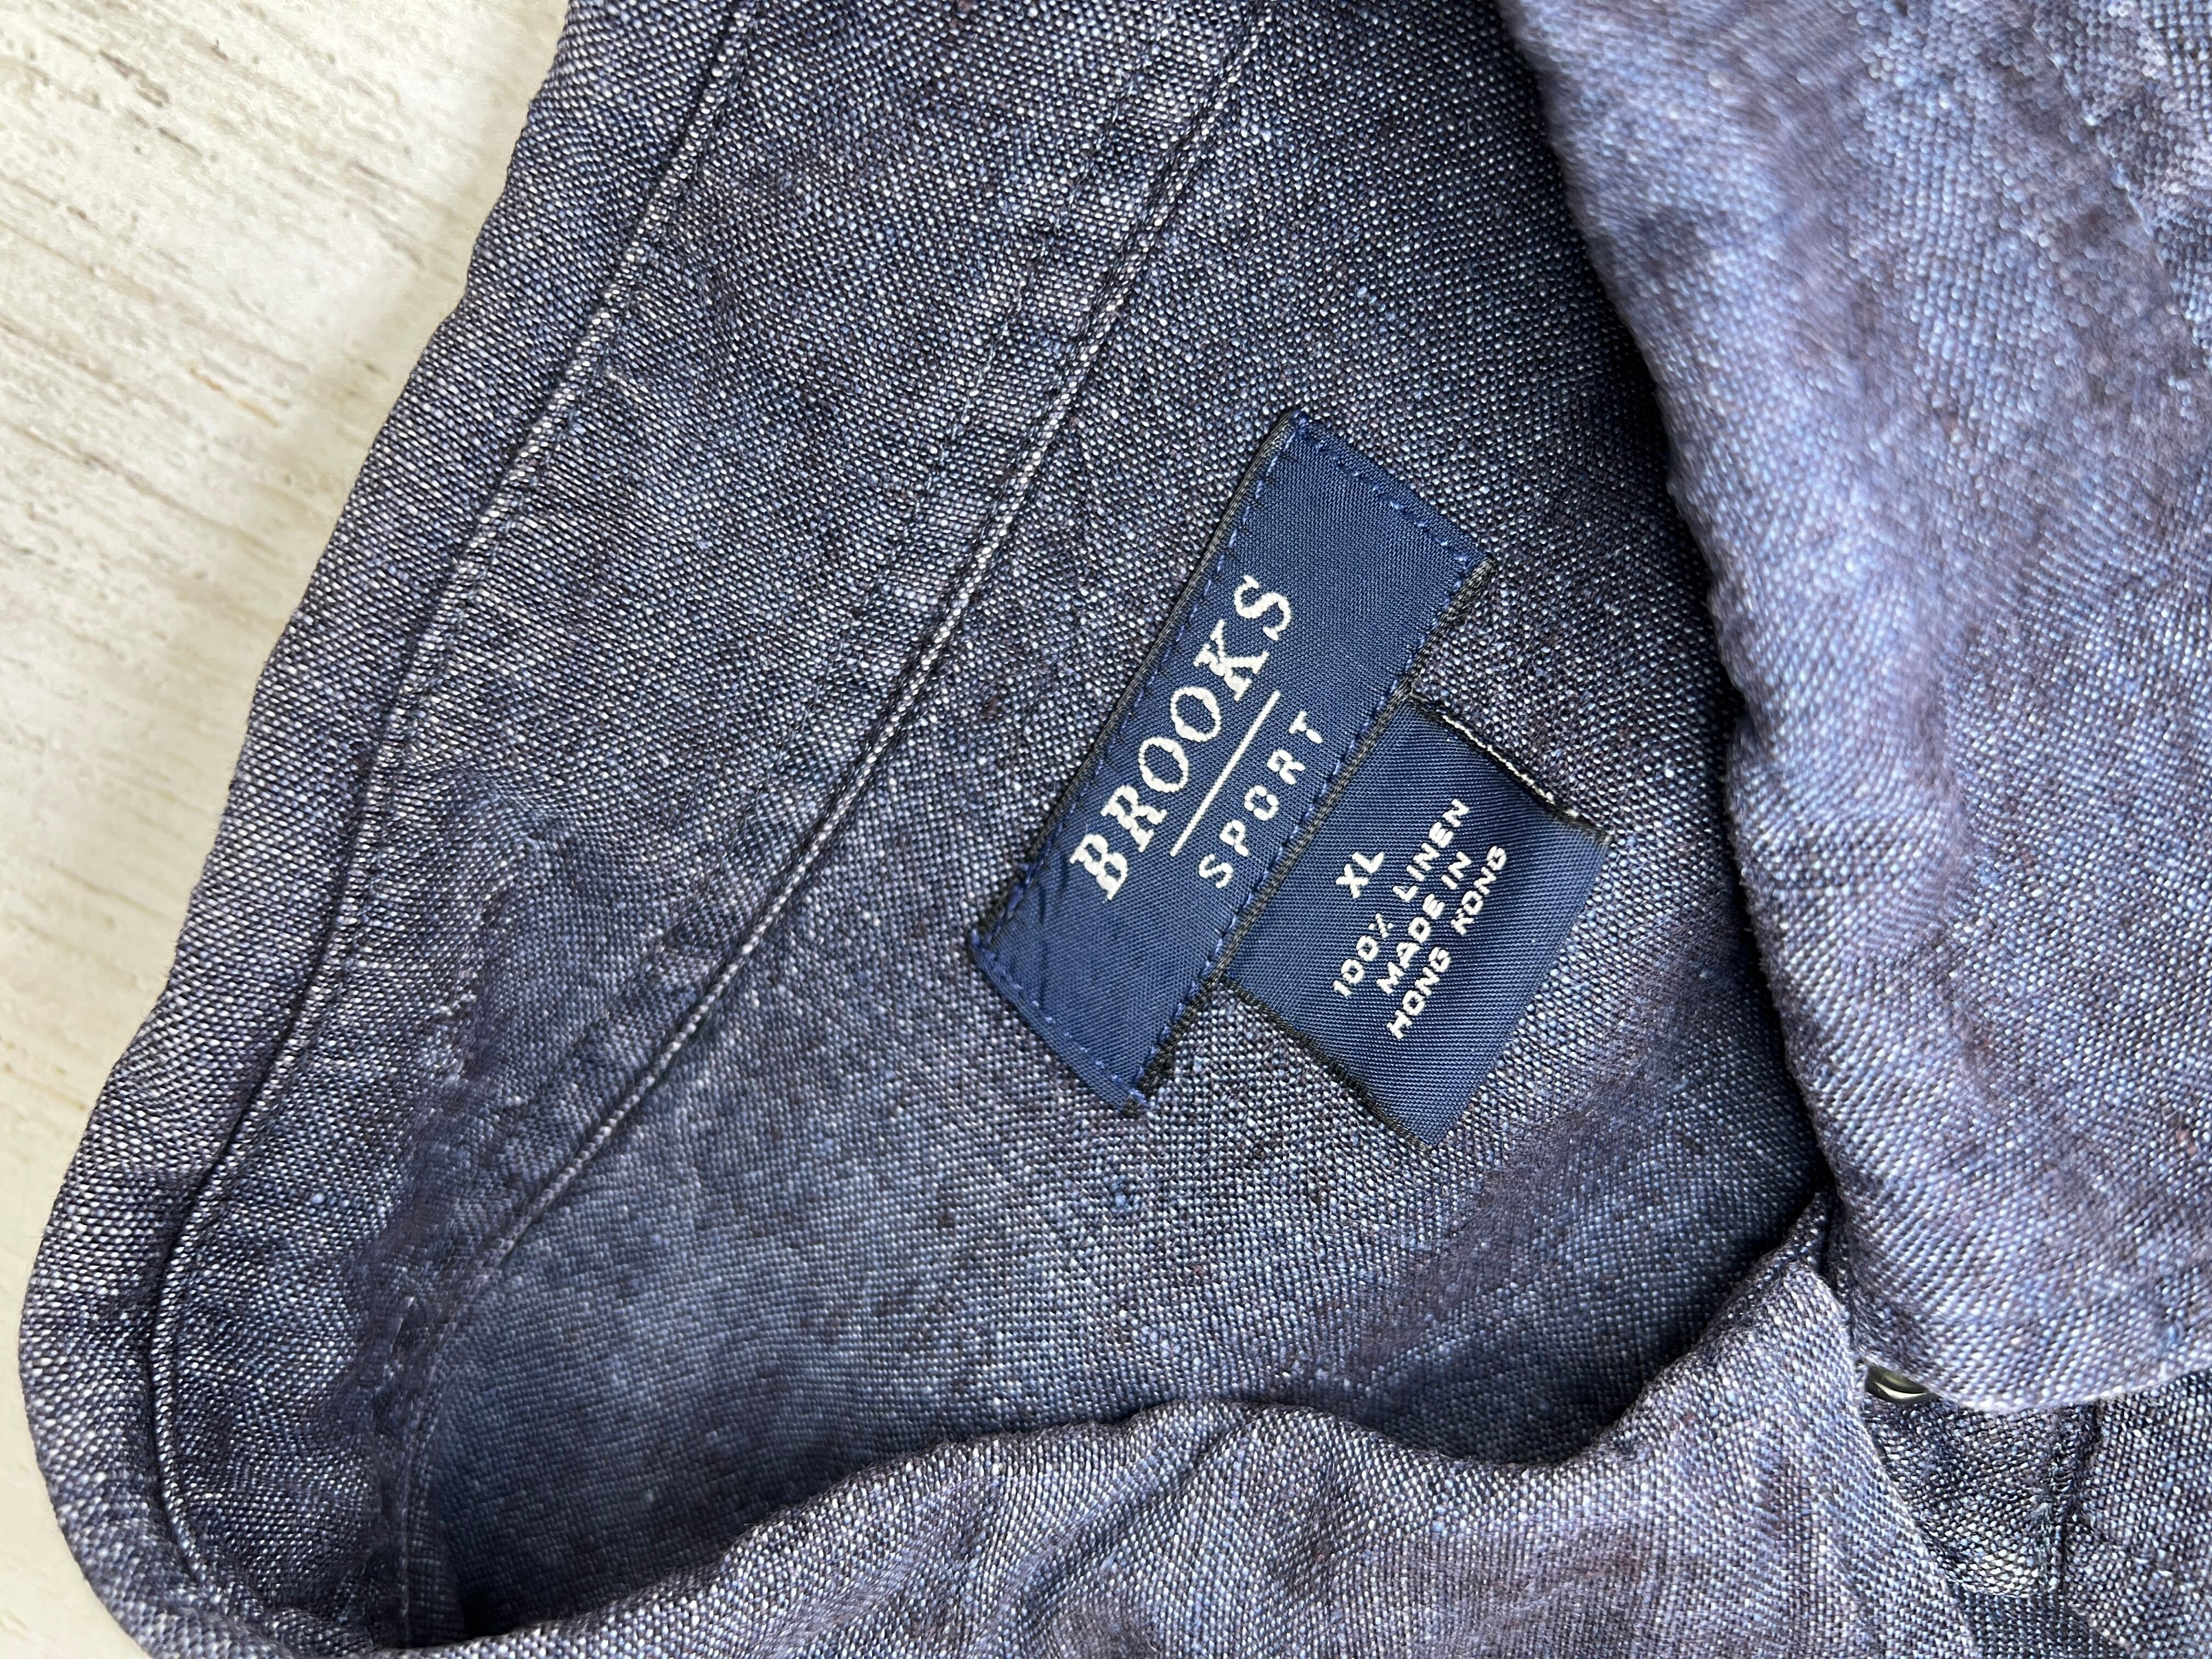 BROOKS
SPORT
XL
100% LINEN
MADE IN
HONG KONG